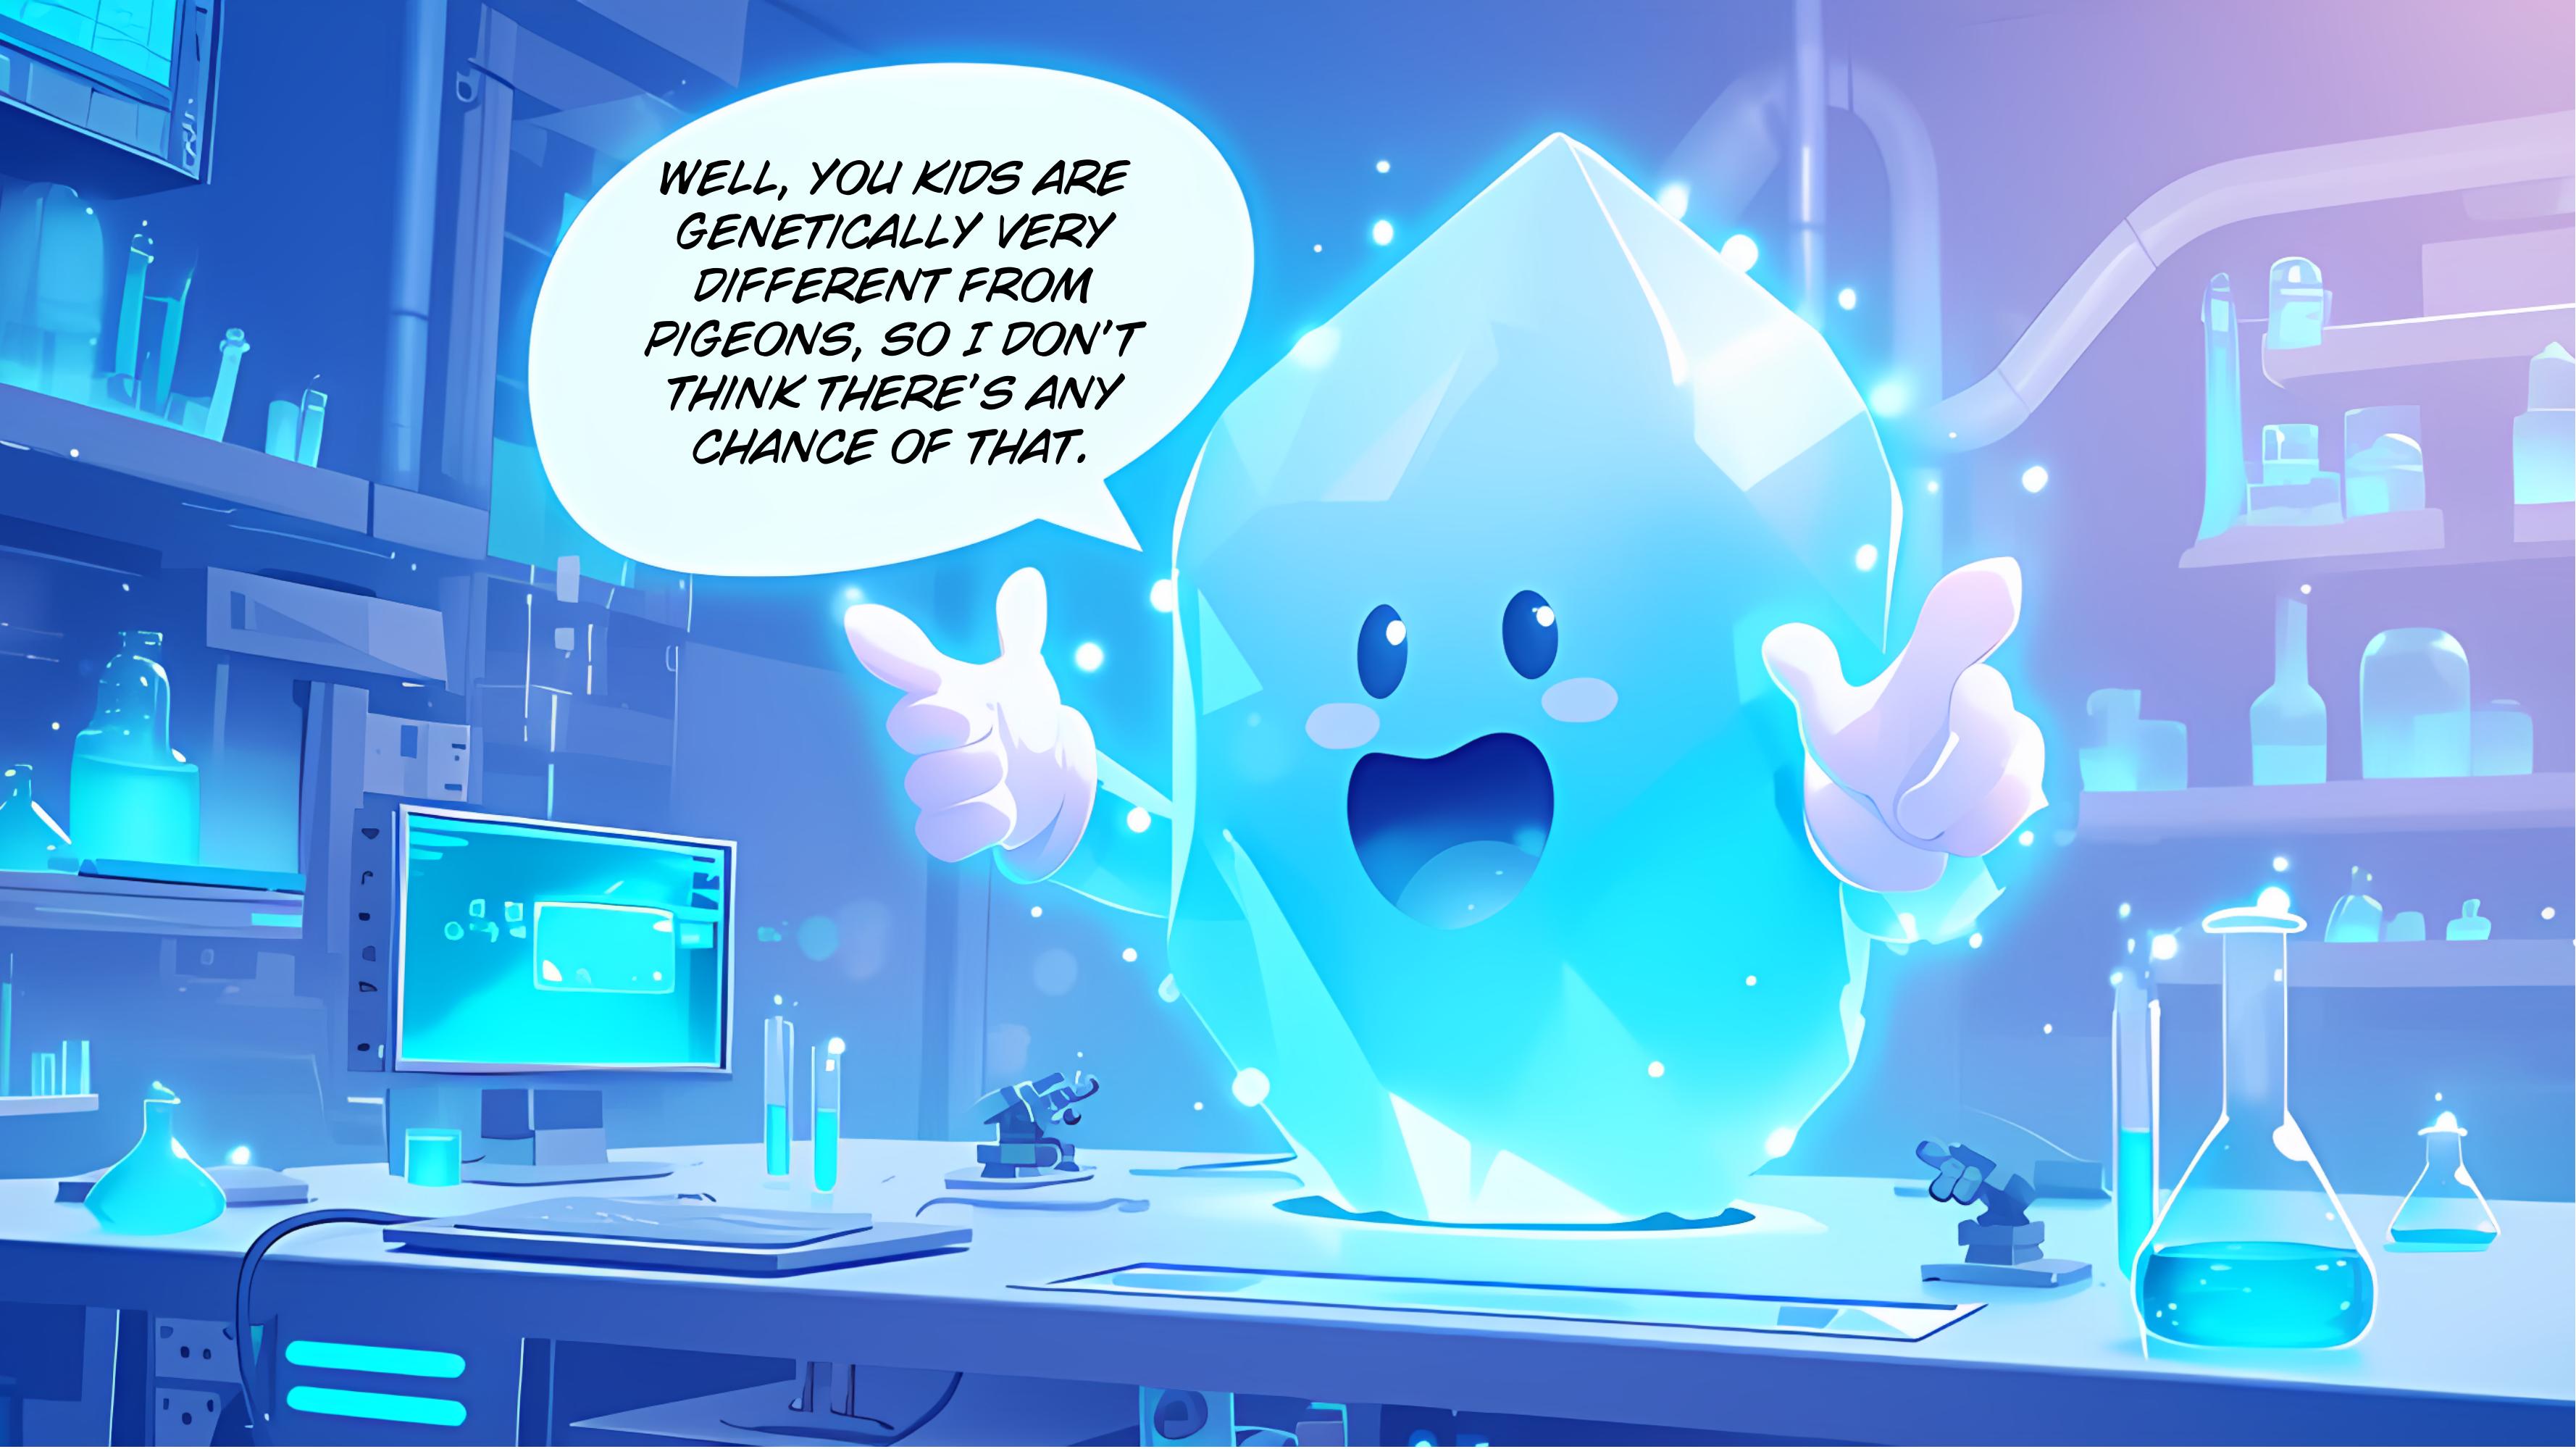 WELL, YOU KIDS ARE
GENETICALLY VERY
DIFFERENT FROM
PIGEONS, SO I DON'T
THINK THERE'S ANY
CHANCE OF THAT.